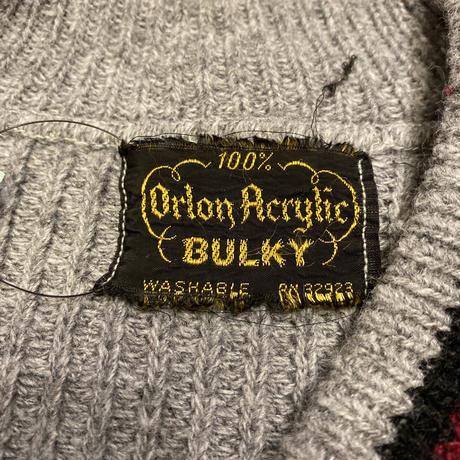 100%
Orlon Acrylic
BULKY
WASHABLE RN 32923